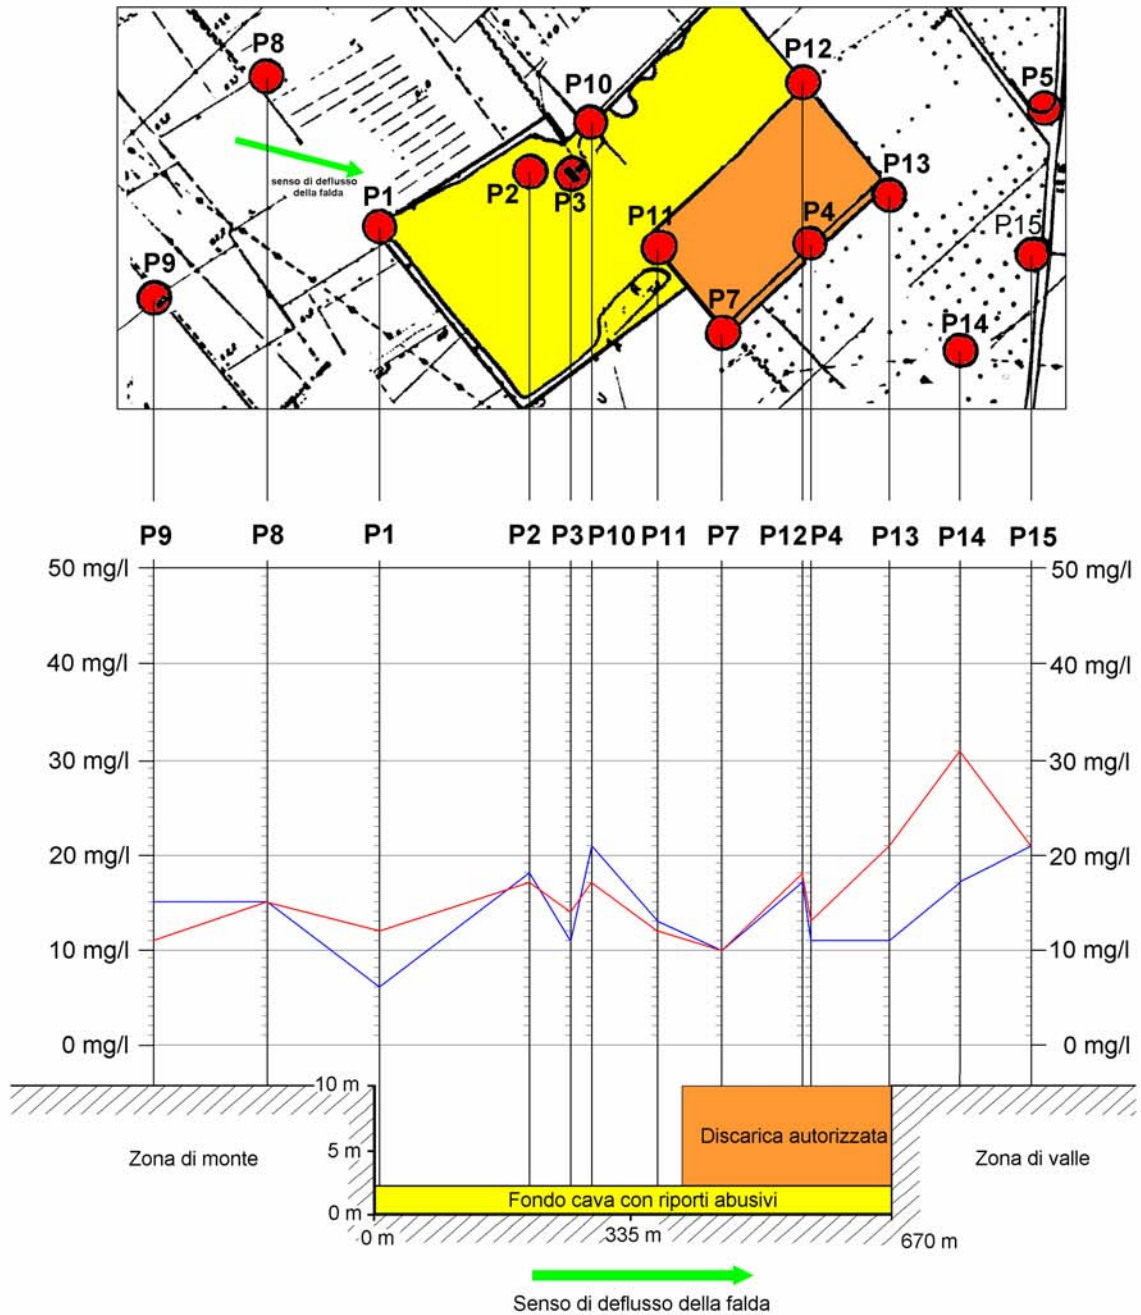 P8
P12
P10
P5
senso di deflusso
della falda
P13
P2
P3
P1
P11
P4
P15
P9
P7
P14
P9 P8 P1 P2 P3 P10 P11 P7 P12 P4 P13 P14 P15
50 mg/l 50 mg/l
40 mg/l 40 mg/l
30 mg/l 30 mg/l
20 mg/l 20 mg/l
10 mg/l 10 mg/l
0 mg/l 0 mg/l
10 m
Discarica autorizzata
5 m
Zona di monte Zona di valle
Fondo cava con riporti abusivi
0 m
0 m 335 m 670 m
Senso di deflusso della falda